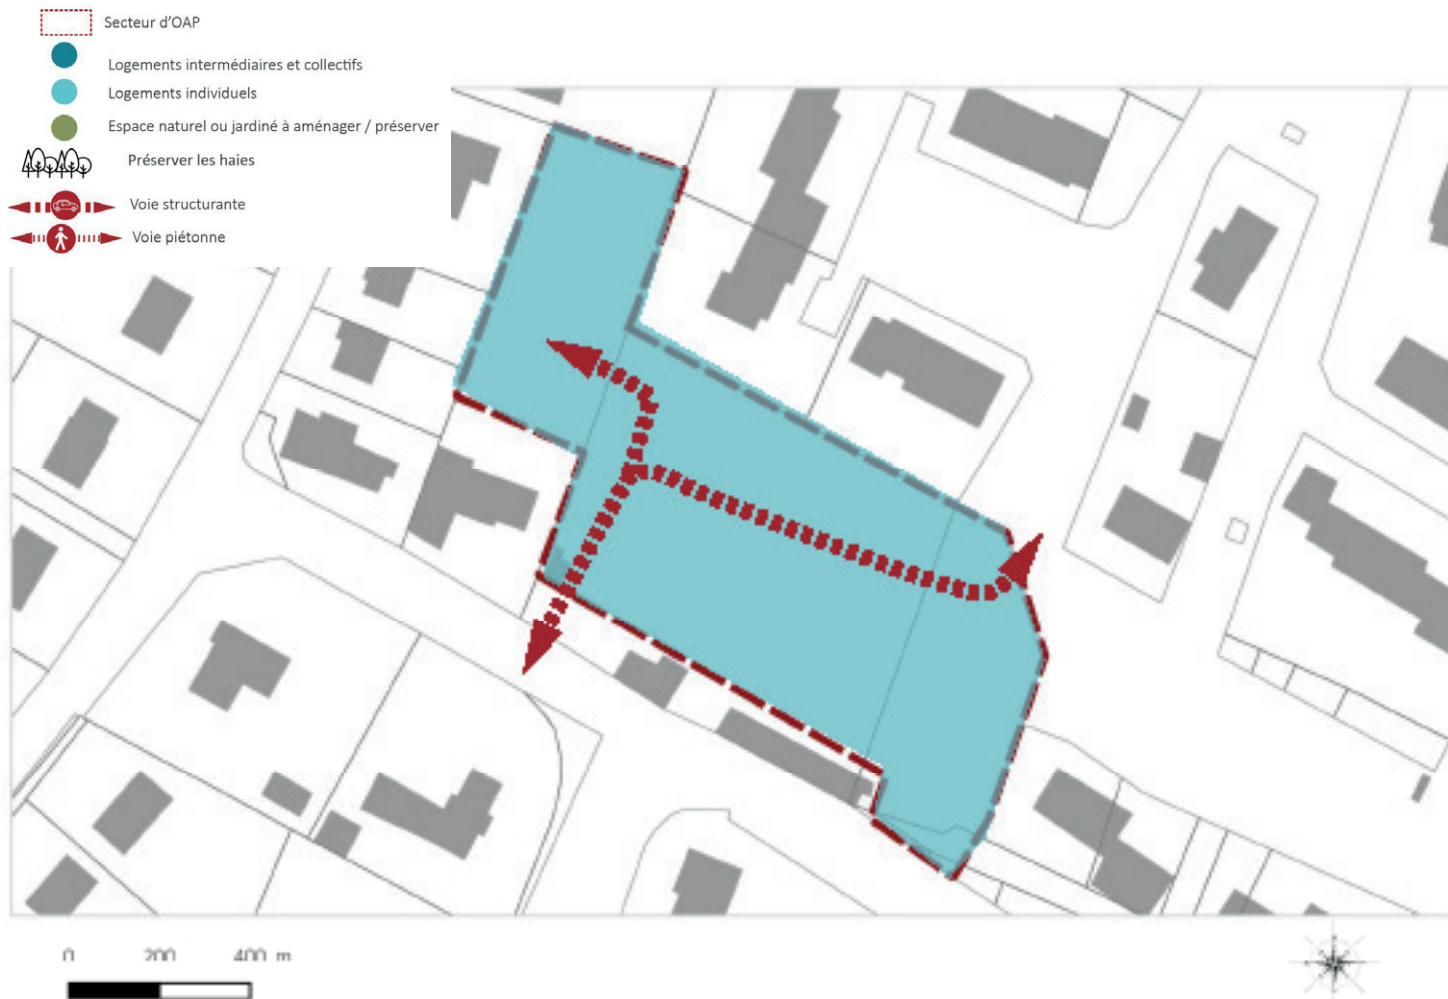 Secteur d’OAP
Logements intermédiaires et collectifs
Logements individuels
Espace naturel ou jardiné à aménager / préserver
Préserver les haies
Voie structurante
Voie piétonne
0 200 400 m